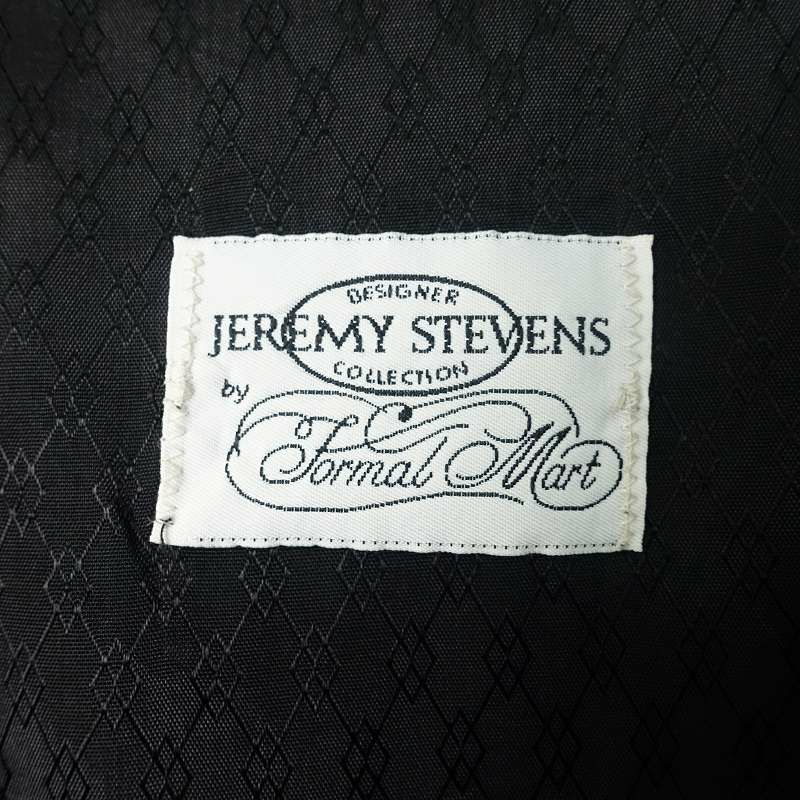 DESIGNER
JEREMY STEVENS
COLLECTION
by
Formal Mart